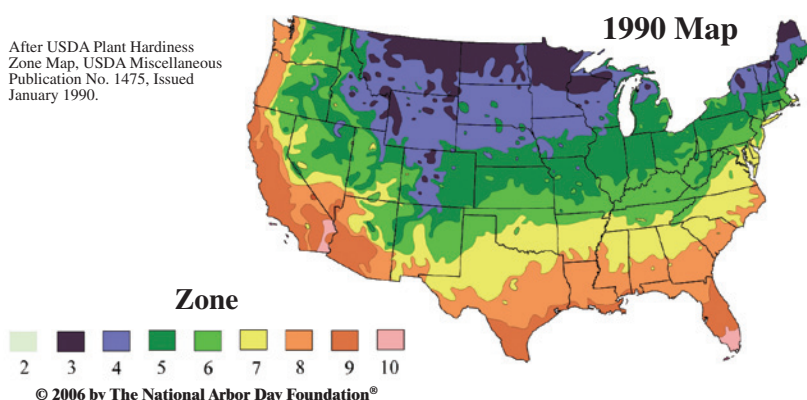 1990 Map
After USDA Plant Hardiness
Zone Map, USDA Miscellaneous
Publication No. 1475, Issued
January 1990.
Zone
2 3 4 5 6 7 8 9 10
© 2006 by The National Arbor Day Foundation®